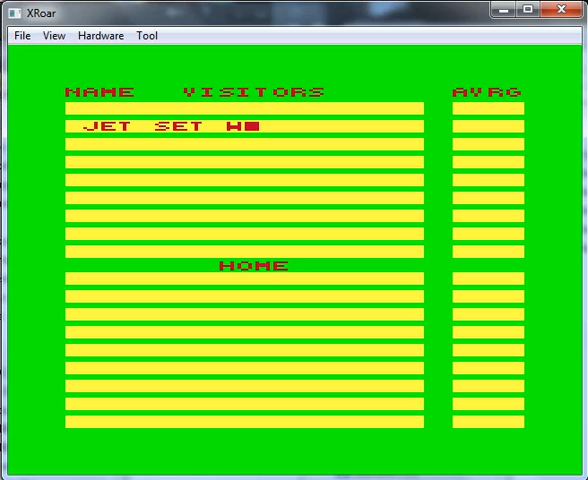 XRoar
File View Hardware Tool
NAME VISITORS AVRG
JET SET W
HOME